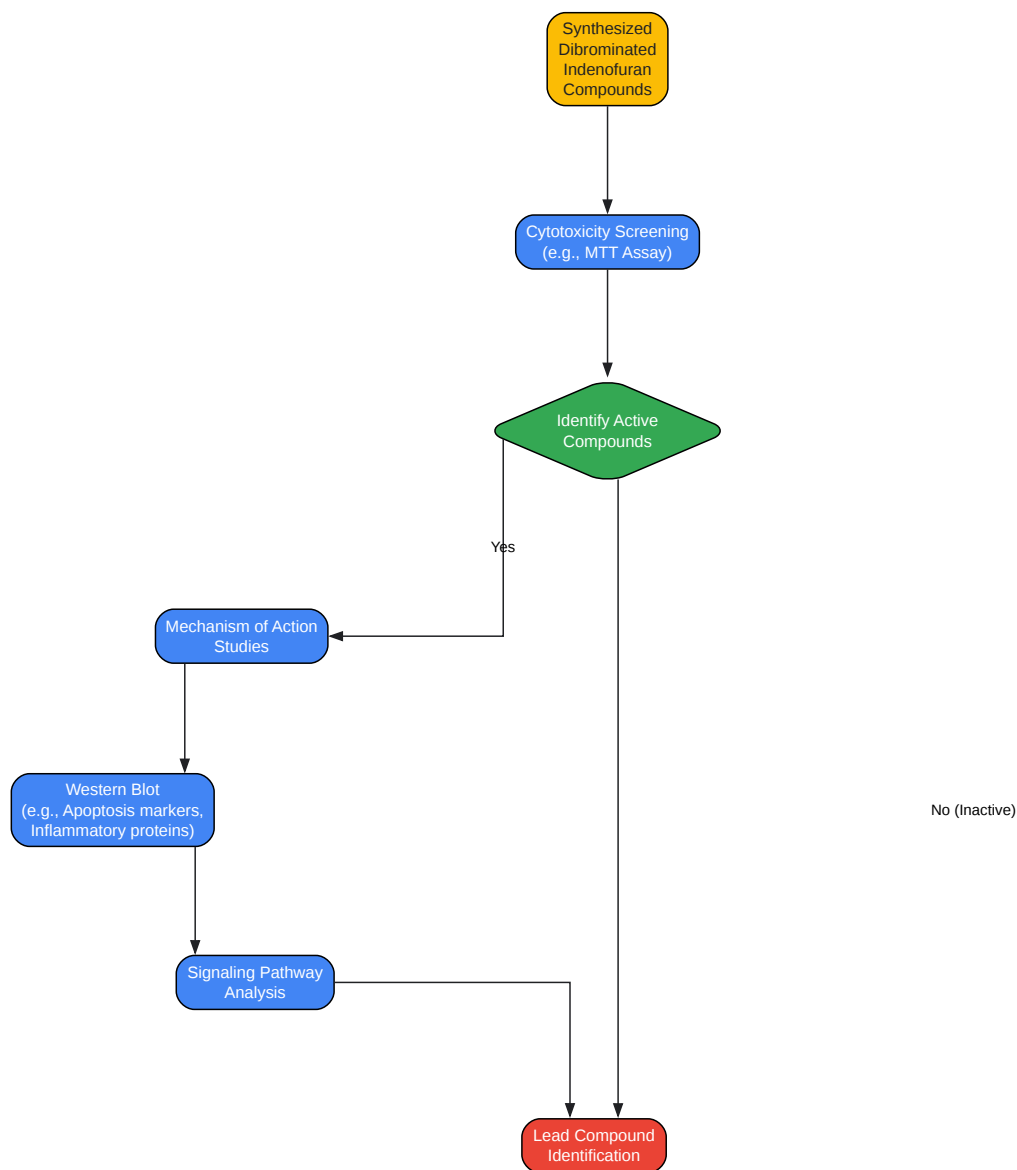 Synthesized
Dibrominated
Indenofuran
Compounds
Cytotoxicity Screening
(e.g., MTT Assay)
Identify Active
Compounds
Yes
Mechanism of Action
Studies
Western Blot
(e.g., Apoptosis markers,
Inflammatory proteins)
No (Inactive)
Signaling Pathway
Analysis
Lead Compound
Identification